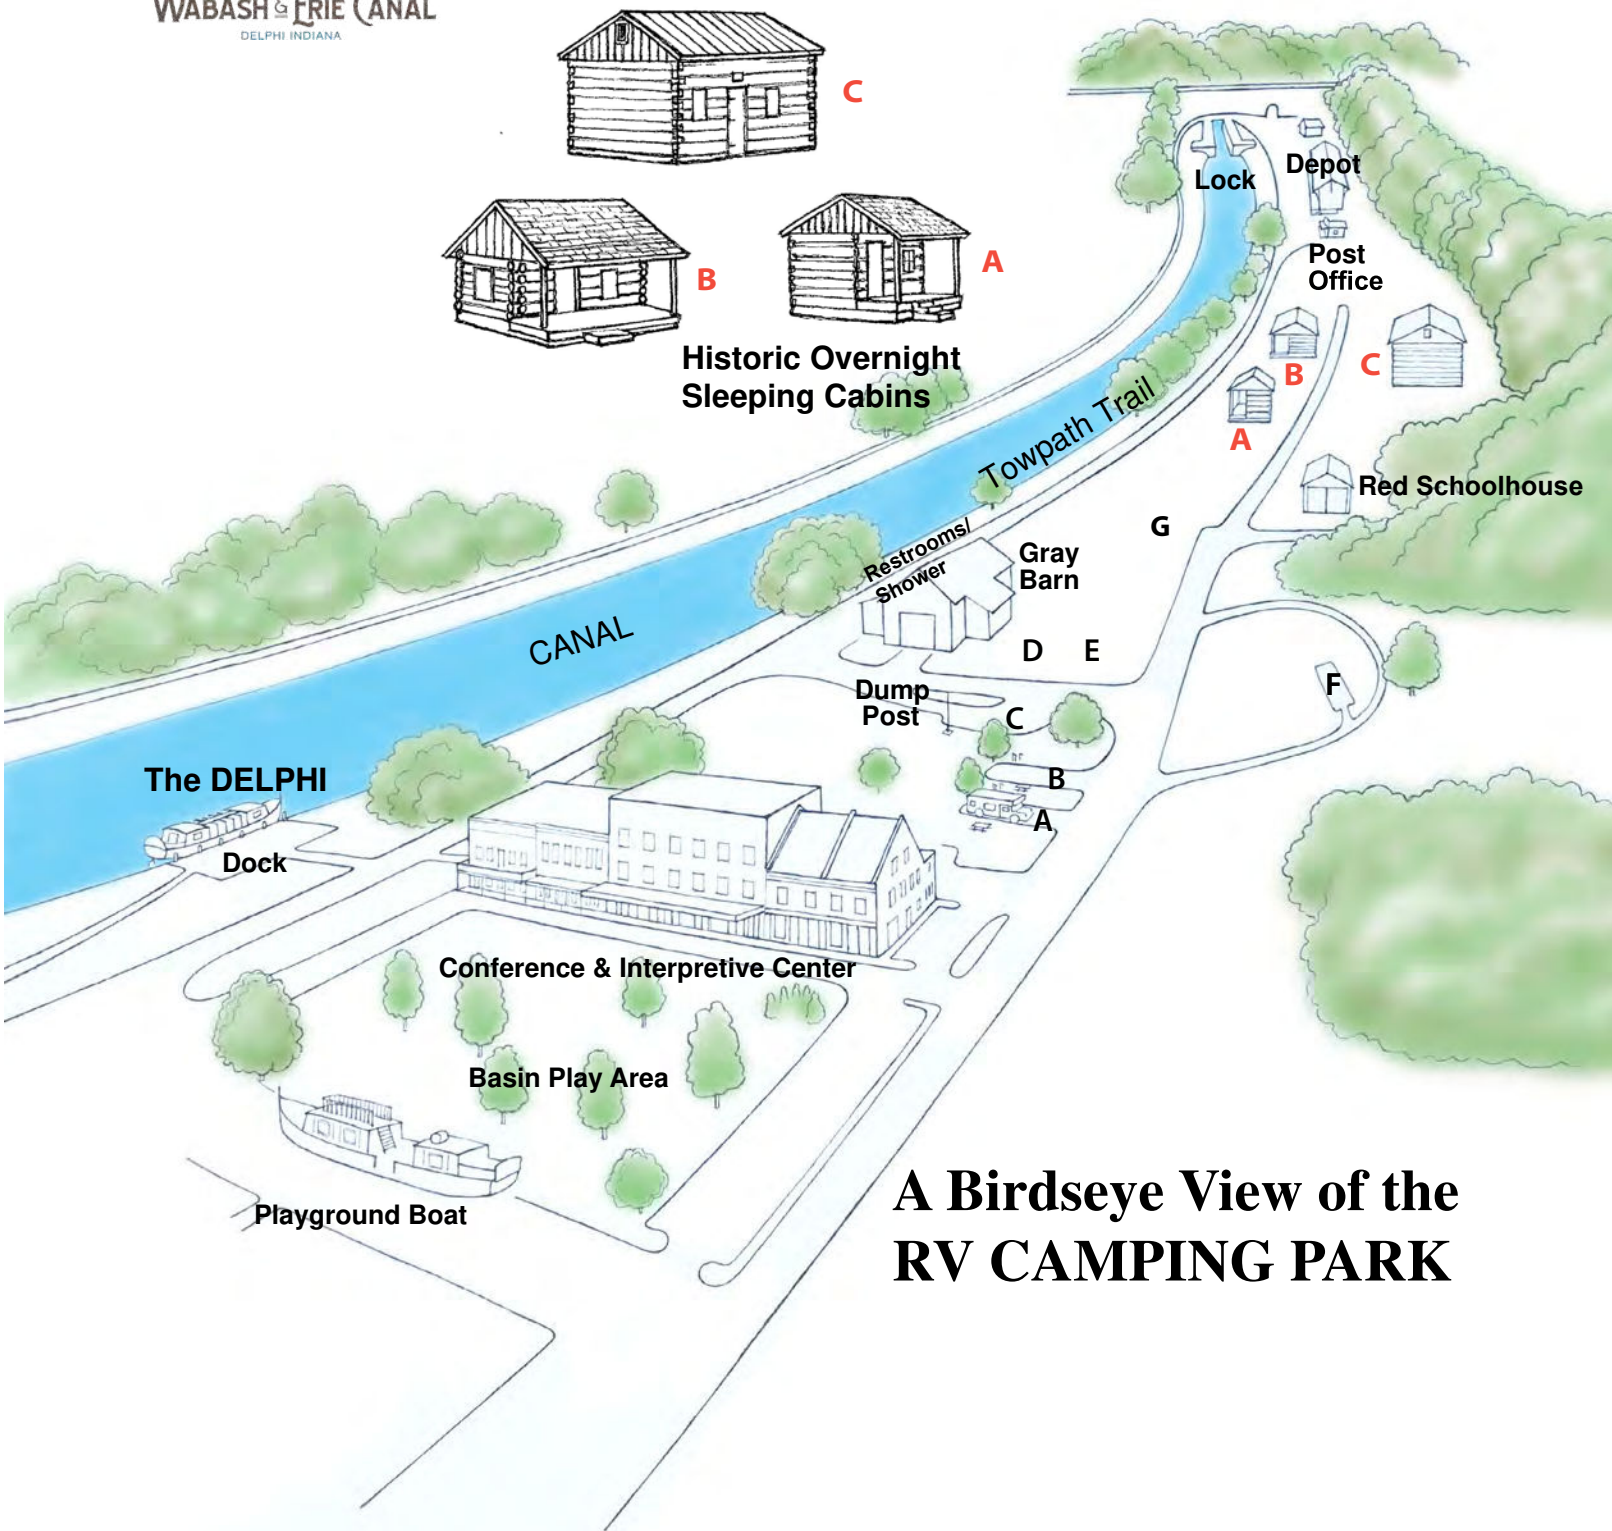 WABASH & ERIE CANAL
DELPHI INDIANA
C
B
A
Historic Overnight
Sleeping Cabins
Lock
Depot
Post
Office
B
C
A
Towpath Trail
Red Schoolhouse
G
Restrooms/
Shower
Gray
Barn
CANAL
D
E
F
Dump
Post
C
B
A
The DELPHI
Dock
Conference & Interpretive Center
Basin Play Area
Playground Boat
A Birdseye View of the
RV CAMPING PARK